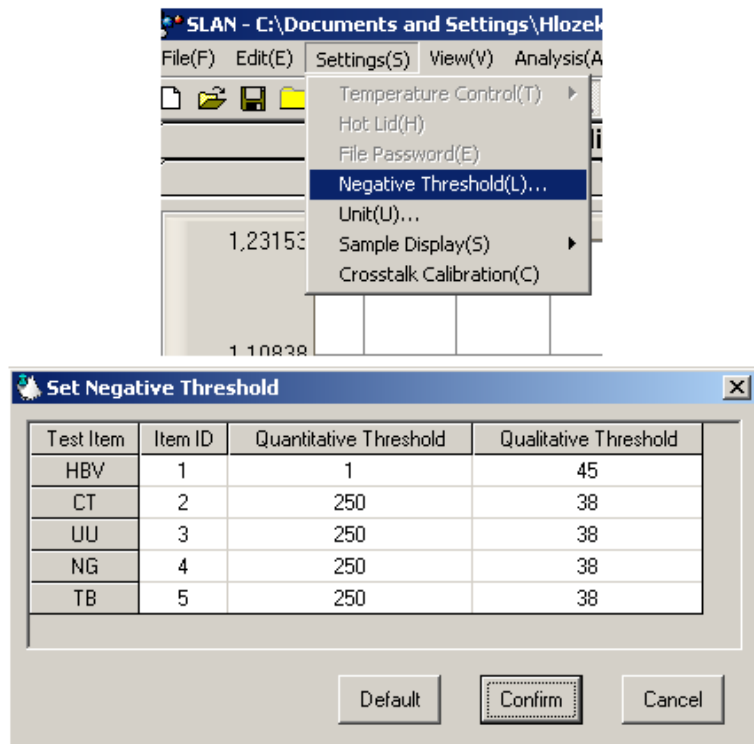 SLAN - C:\Documents and Settings\Hlozek
File(F) Edit(E) Settings(S) View(V) Analysis(A
Temperature Control(T)
Hot Lid(H)
File Password(E)
Negative Threshold(L)...
Unit(U)...
1,23153
Sample Display(S)
Crosstalk Calibration(C)
1,10838
Set Negative Threshold
Test Item Item ID Quantitative Threshold Qualitative Threshold
HBV 1 1 45
CT 2 250 38
UU 3 250 38
NG 4 250 38
TB 5 250 38
Default Confirm Cancel